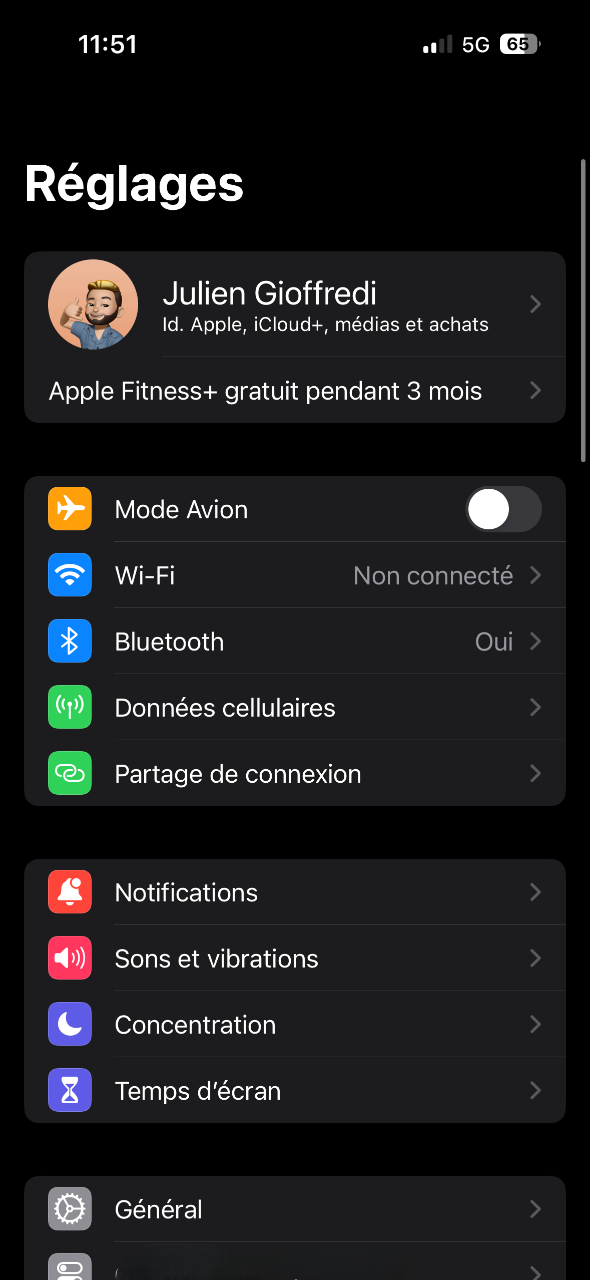 11:51
5G
65
Réglages
Julien Gioffredi
Id. Apple, iCloud+, médias et achats
Apple Fitness+ gratuit pendant 3 mois
Mode Avion
Wi-Fi
Non connecté
Bluetooth
Oui
Données cellulaires
Partage de connexion
Notifications
Sons et vibrations
Concentration
Temps d’écran
Général